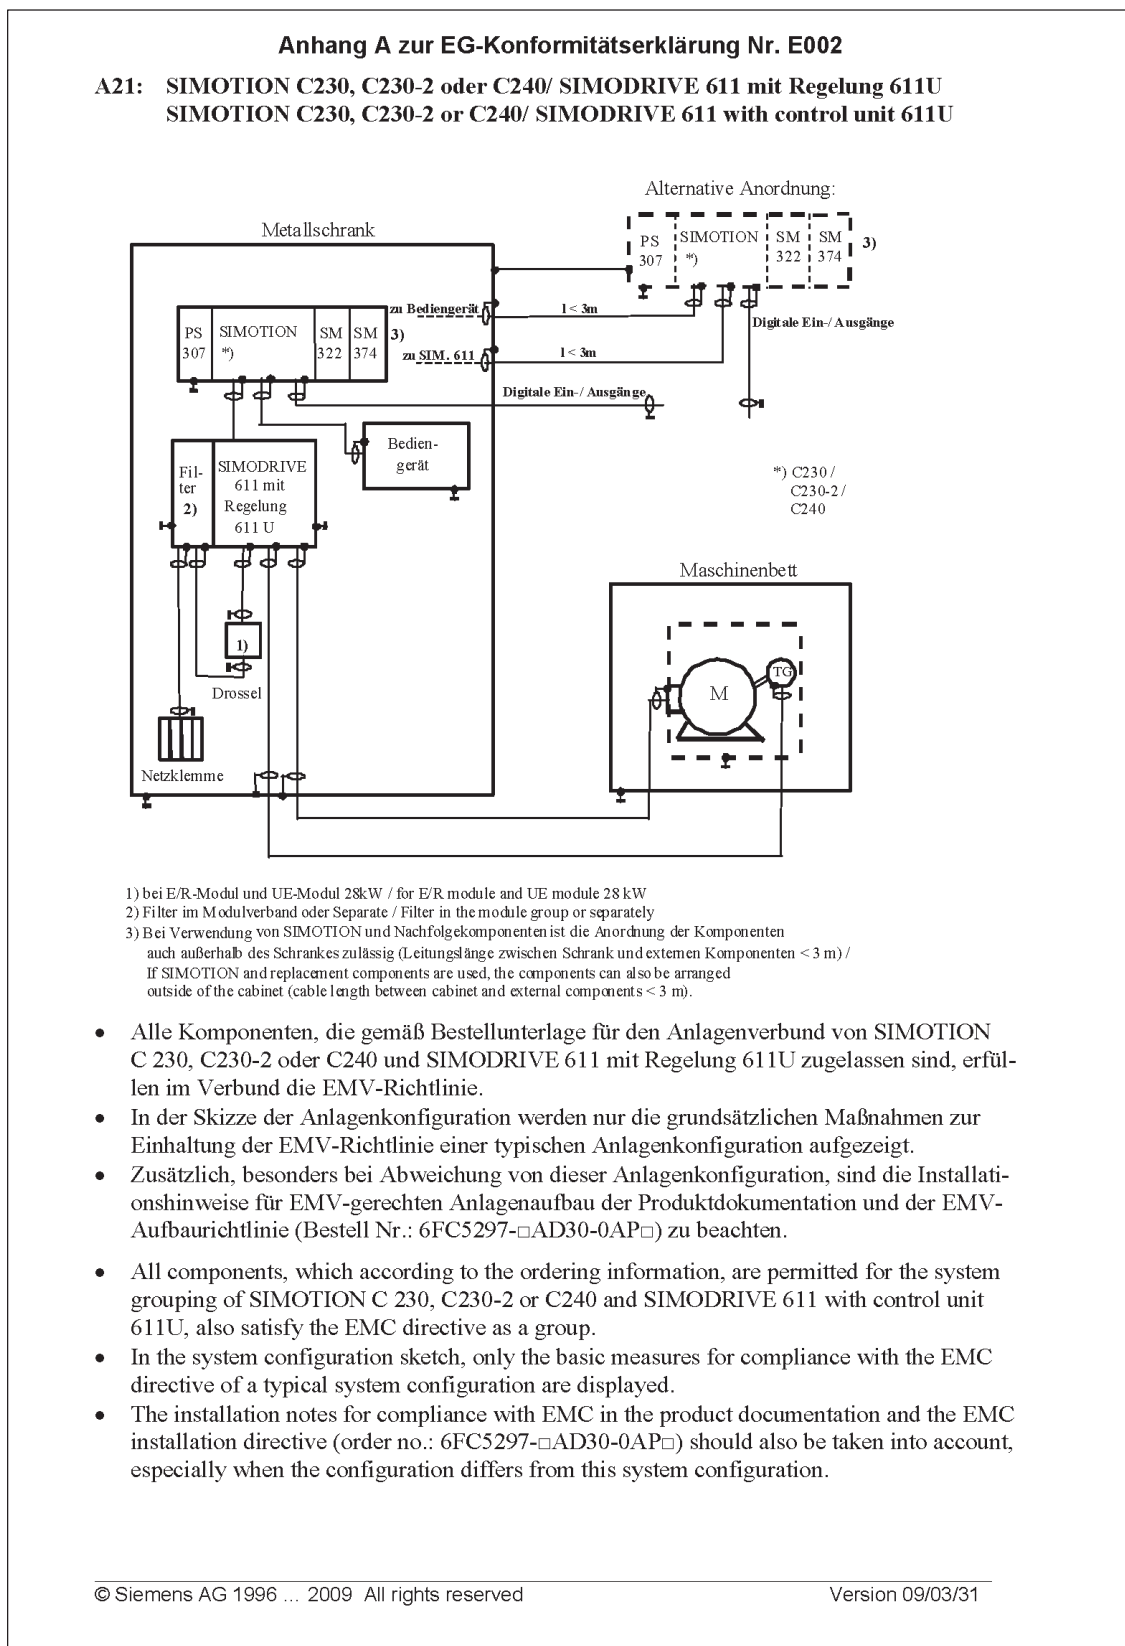 Anhang A zur EG-Konformitätserklärung Nr. E002
A21: SIMOTION C230, C230-2 oder C240/ SIMODRIVE 611 mit Regelung 611U
SIMOTION C230, C230-2 or C240/ SIMODRIVE 611 with control unit 611U
Alternative Anordnung:
PS 307
SIMOTION *)
SM 322
SM 374
3)
Metallschrank
zu Bediengerät
l < 3m
Digitale Ein-/ Ausgänge
PS 307
SIMOTION *)
SM 322
SM 374
3)
zu SIM. 611
l < 3m
Digitale Ein-/ Ausgänge
Bedien-
gerät
Fil-
ter
2)
SIMODRIVE
611 mit
Regelung
611 U
*) C230 /
C230-2 /
C240
Maschinenbett
1)
Drossel
M
TG
Netzklemme
1) bei E/R-Modul und UE-Modul 28kW / for E/R module and UE module 28 kW
2) Filter im Modulverband oder Separate / Filter in the module group or separately
3) Bei Verwendung von SIMOTION und Nachfolgekomponenten ist die Anordnung der Komponenten
auch außerhalb des Schrankes zulässig (Leitungslänge zwischen Schrank und externen Komponenten < 3 m) /
If SIMOTION and replacement components are used, the components can also be arranged
outside of the cabinet (cable length between cabinet and external components < 3 m).
• Alle Komponenten, die gemäß Bestellunterlage für den Anlagenverbund von SIMOTION
C 230, C230-2 oder C240 und SIMODRIVE 611 mit Regelung 611U zugelassen sind, erfül-
len im Verbund die EMV-Richtlinie.
• In der Skizze der Anlagenkonfiguration werden nur die grundsätzlichen Maßnahmen zur
Einhaltung der EMV-Richtlinie einer typischen Anlagenkonfiguration aufgezeigt.
• Zusätzlich, besonders bei Abweichung von dieser Anlagenkonfiguration, sind die Installati-
onshinweise für EMV-gerechten Anlagenaufbau der Produktdokumentation und der EMV-
Aufbaurichtlinie (Bestell Nr.: 6FC5297-□AD30-0AP□) zu beachten.
• All components, which according to the ordering information, are permitted for the system
grouping of SIMOTION C 230, C230-2 or C240 and SIMODRIVE 611 with control unit
611U, also satisfy the EMC directive as a group.
• In the system configuration sketch, only the basic measures for compliance with the EMC
directive of a typical system configuration are displayed.
• The installation notes for compliance with EMC in the product documentation and the EMC
installation directive (order no.: 6FC5297-□AD30-0AP□) should also be taken into account,
especially when the configuration differs from this system configuration.
© Siemens AG 1996 ... 2009 All rights reserved
Version 09/03/31